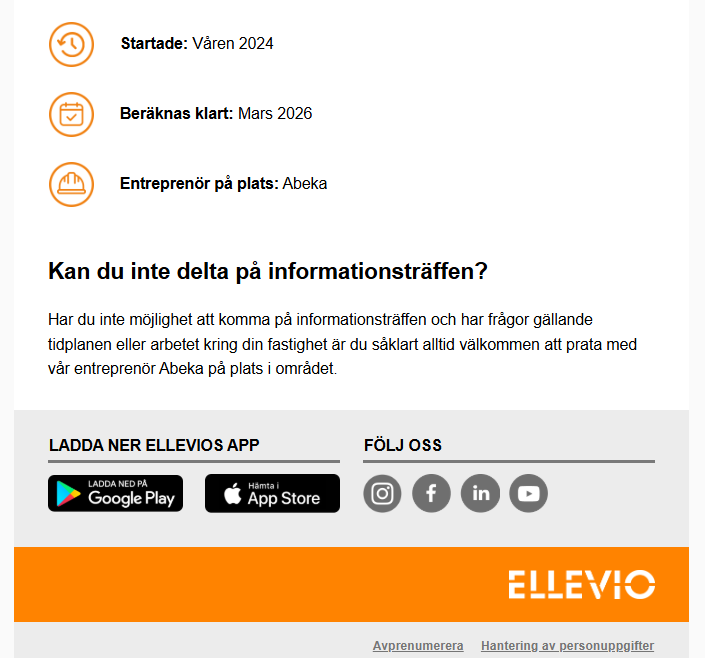 Startade: Våren 2024
Beräknas klart: Mars 2026
Entreprenör på plats: Abeka
Kan du inte delta på informationsträffen?
Har du inte möjlighet att komma på informationsträffen och har frågor gällande
tidplanen eller arbetet kring din fastighet är du såklart alltid välkommen att prata med
vår entreprenör Abeka på plats i området.
LADDA NER ELLEVIOS APP
LADDA NED PÅ
Google Play
Hämta i
App Store
FÖLJ OSS
f
in
ELLEVIO
Avprenumerera Hantering av personuppgifter